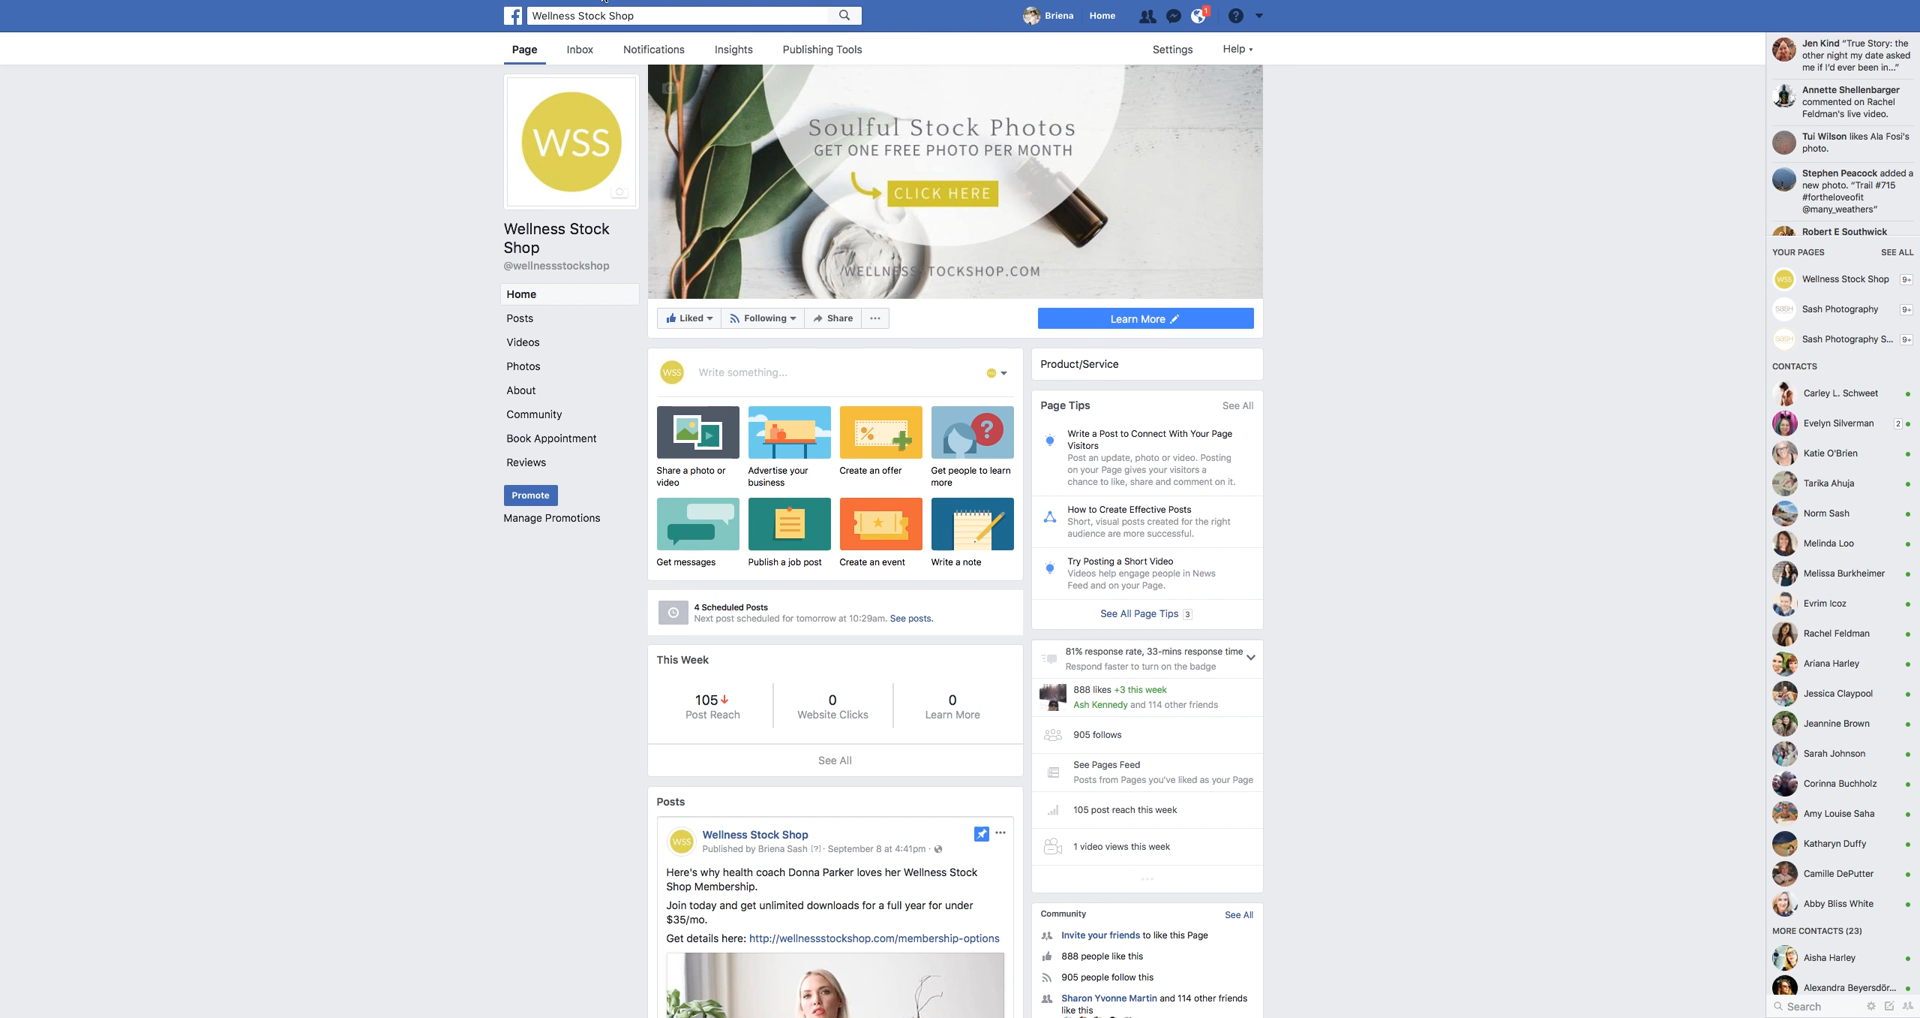 Wellness Stock Shop
Briena
Home
1
Page
Inbox
Notifications
Insights
Publishing Tools
Settings
Help
WSS
Wellness Stock
Shop
@wellnessstockshop
Home
Posts
Videos
Photos
About
Community
Book Appointment
Reviews
Promote
Manage Promotions
Soulful Stock Photos
GET ONE FREE PHOTO PER MONTH
CLICK HERE
WELLNESSSTOCKSHOP.COM
Liked
Following
Share
Learn More
WSS
Write something...
Share a photo or
video
Advertise your
business
Create an offer
Get people to learn
more
Get messages
Publish a job post
Create an event
Write a note
4 Scheduled Posts
Next post scheduled for tomorrow at 10:29am. See posts.
This Week
105
Post Reach
0
Website Clicks
0
Learn More
See All
Posts
WSS
Wellness Stock Shop
Published by Briena Sash [?] · September 8 at 4:41pm ·
Here's why health coach Donna Parker loves her Wellness Stock
Shop Membership.
Join today and get unlimited downloads for a full year for under
$35/mo.
Get details here: http://wellnessstockshop.com/membership-options
Product/Service
Page Tips
See All
Write a Post to Connect With Your Page
Visitors
Post an update, photo or video. Posting
on your Page gives your visitors a
chance to like, share and comment on it.
How to Create Effective Posts
Short, visual posts created for the right
audience are more successful.
Try Posting a Short Video
Videos help engage people in News
Feed and on your Page.
See All Page Tips 3
81% response rate, 33-mins response time
Respond faster to turn on the badge
888 likes +3 this week
Ash Kennedy and 114 other friends
905 follows
See Pages Feed
Posts from Pages you've liked as your Page
105 post reach this week
1 video views this week
Community
See All
Invite your friends to like this Page
888 people like this
905 people follow this
Sharon Yvonne Martin and 114 other friends
like this
Jen Kind "True Story: the
other night my date asked
me if I'd ever been in..."
Annette Shellenbarger
commented on Rachel
Feldman's live video.
Tui Wilson likes Ala Fosi's
photo.
Stephen Peacock added a
new photo. "Trail #715
#fortheloveofit
@many_weathers"
Robert E Southwick
YOUR PAGES
SEE ALL
WSS
Wellness Stock Shop 9+
Sash Photography 9+
Sash Photography S... 9+
CONTACTS
Carley L. Schweet
Evelyn Silverman 2
Katie O'Brien
Tarika Ahuja
Norm Sash
Melinda Loo
Melissa Burkheimer
Evrim Icoz
Rachel Feldman
Ariana Harley
Jessica Claypool
Jeannine Brown
Sarah Johnson
Corinna Buchholz
Amy Louise Saha
Katharyn Duffy
Camille DePutter
Abby Bliss White
MORE CONTACTS (23)
Aisha Harley
Alexandra Beyersdör...
Search